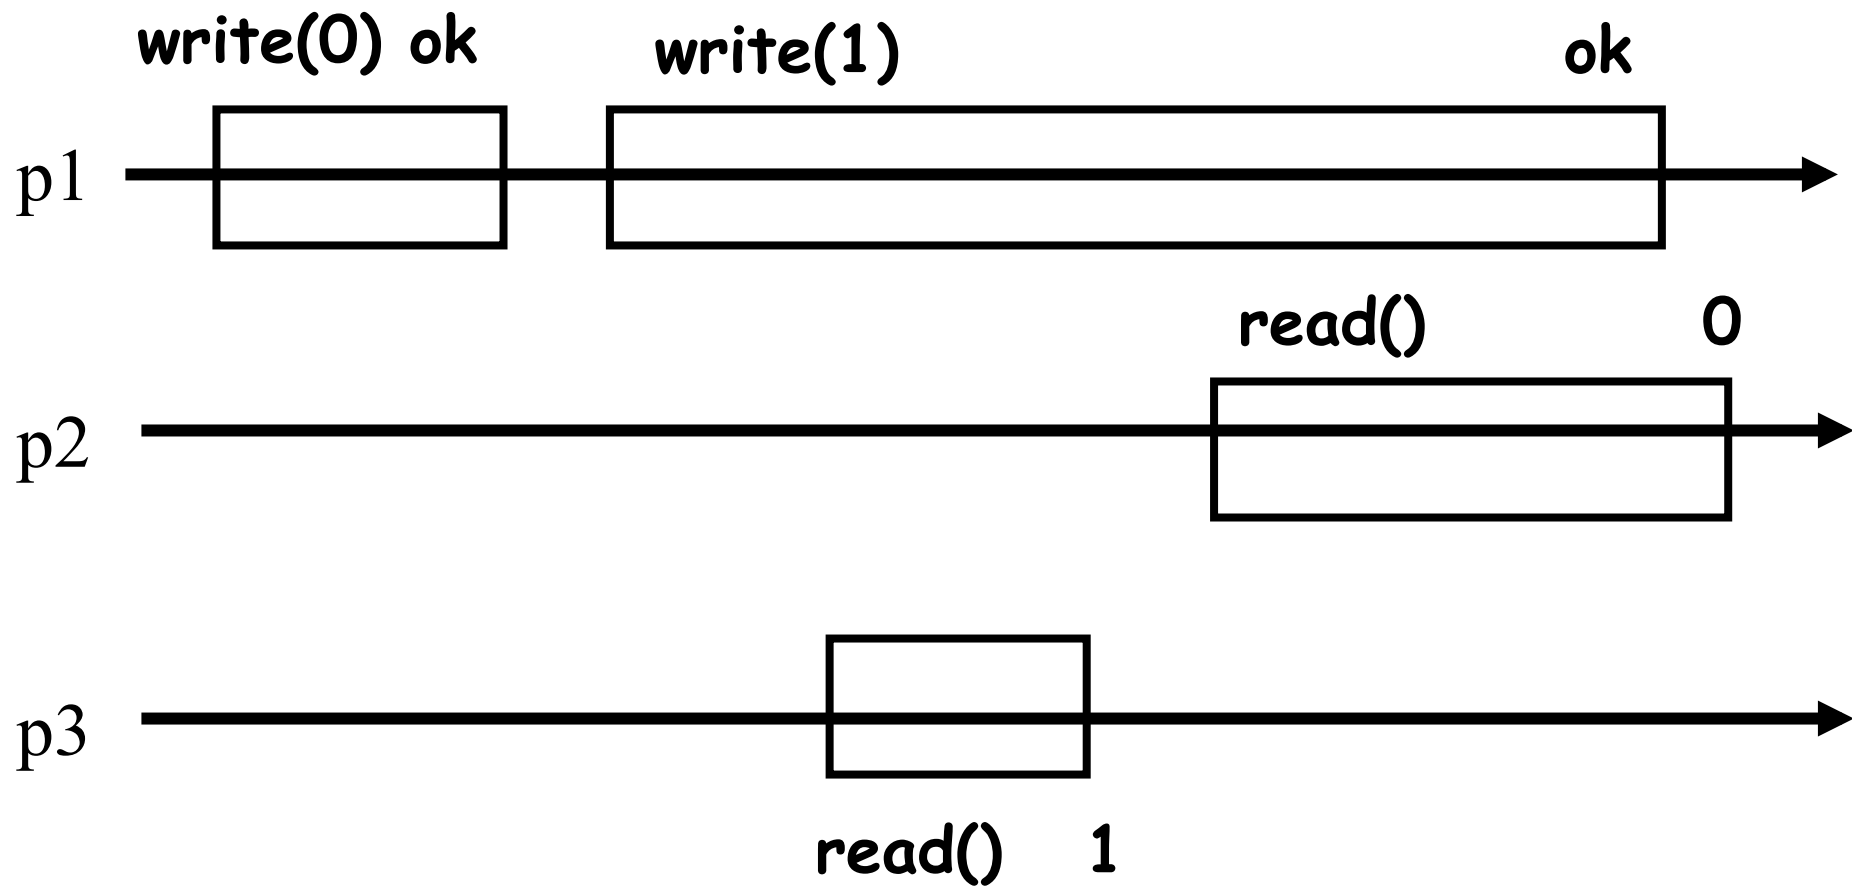 write(0) ok
write(1) ok
p1
read() 0
p2
p3
read() 1